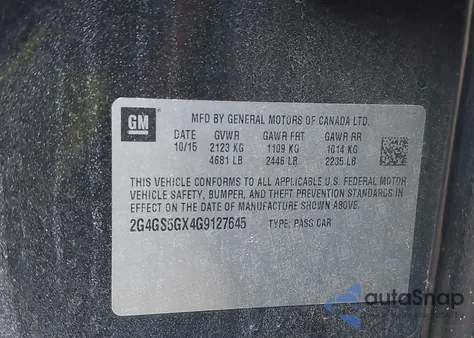 GM
MFD BY GENERAL MOTORS OF CANADA LTD.
DATE GVWR GAWR FRT GAWR RR
10/15 2123 KG 1109 KG 1014 KG
4681 LB 2446 LB 2235 LB
THIS VEHICLE CONFORMS TO ALL APPLICABLE U.S. FEDERAL MOTOR
VEHICLE SAFETY, BUMPER, AND THEFT PREVENTION STANDARDS IN
EFFECT ON THE DATE OF MANUFACTURE SHOWN ABOVE.
2G4GS5GX4G9127645 TYPE: PASS CAR
autoSnap